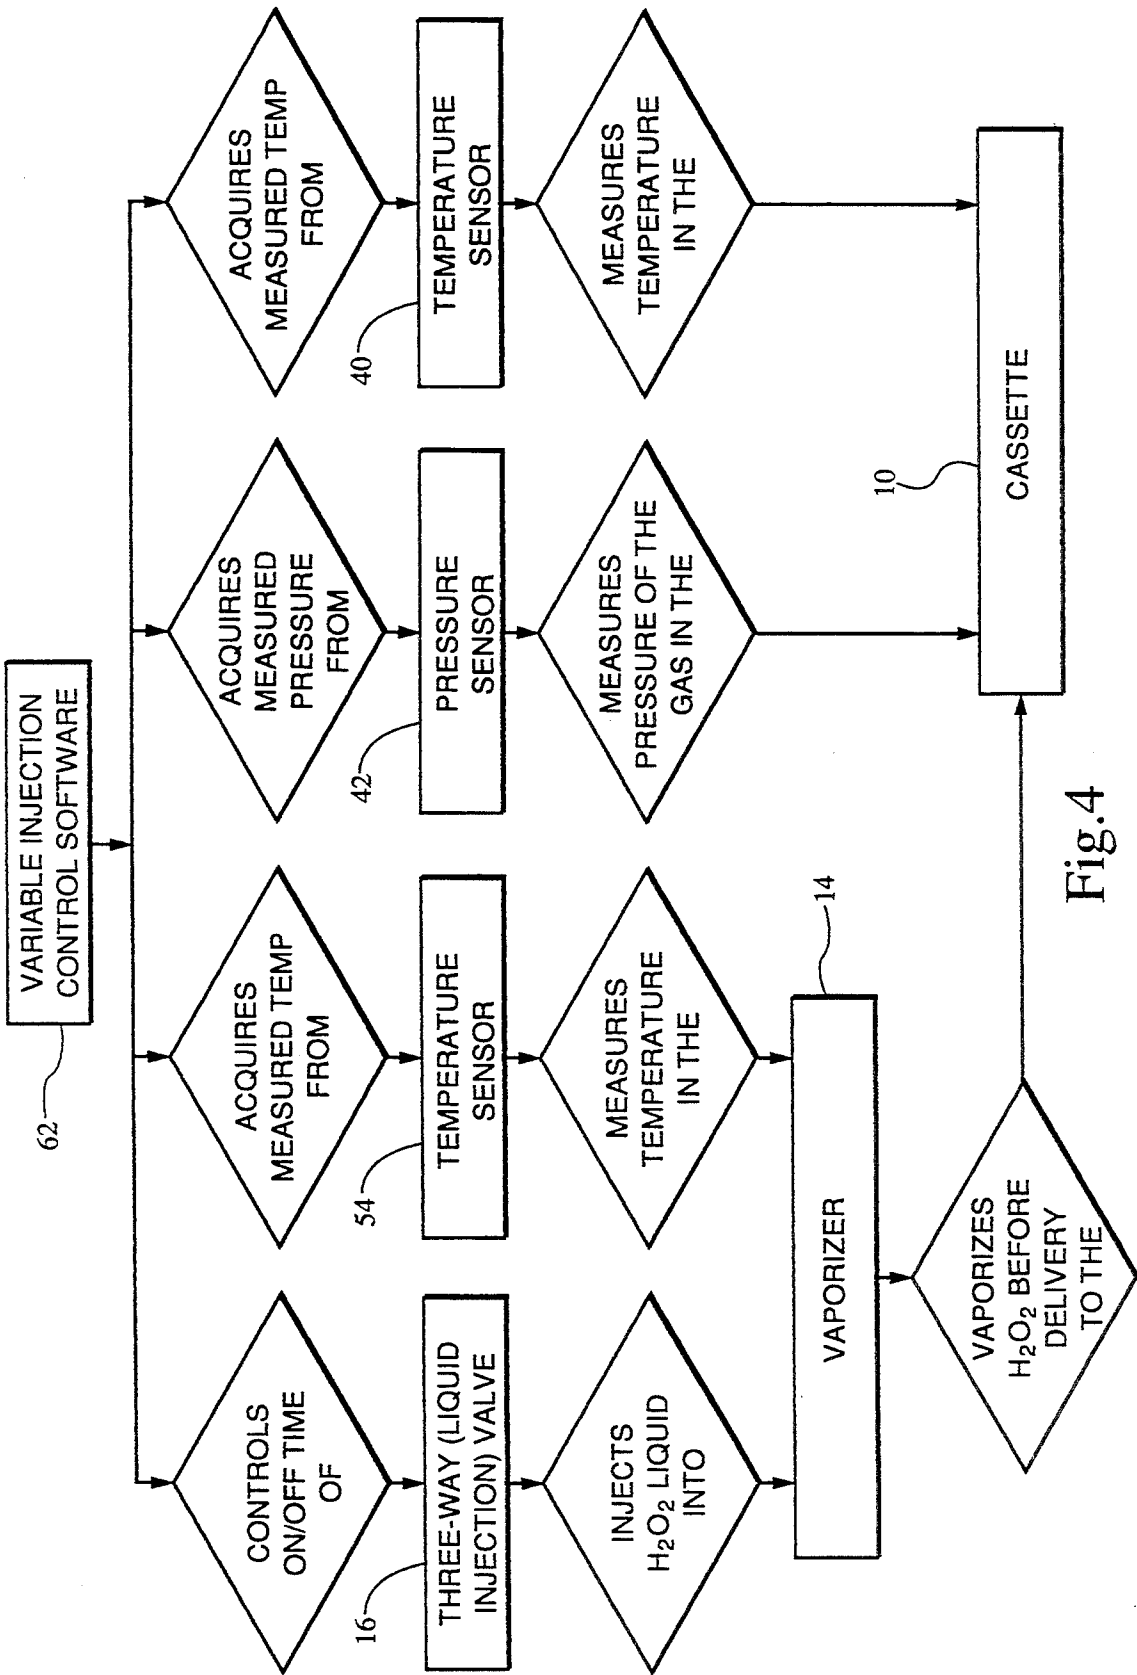 VARIABLE INJECTION
CONTROL SOFTWARE
62
CONTROLS
ON/OFF TIME
OF
ACQUIRES
MEASURED TEMP
FROM
ACQUIRES
MEASURED
PRESSURE
FROM
ACQUIRES
MEASURED TEMP
FROM
16
THREE-WAY (LIQUID
INJECTION) VALVE
54
TEMPERATURE
SENSOR
42
PRESSURE
SENSOR
40
TEMPERATURE
SENSOR
INJECTS
H₂O₂ LIQUID
INTO
MEASURES
TEMPERATURE
IN THE
MEASURES
PRESSURE OF THE
GAS IN THE
MEASURES
TEMPERATURE
IN THE
VAPORIZER
14
10
CASSETTE
VAPORIZES
H₂O₂ BEFORE
DELIVERY
TO THE
Fig.4